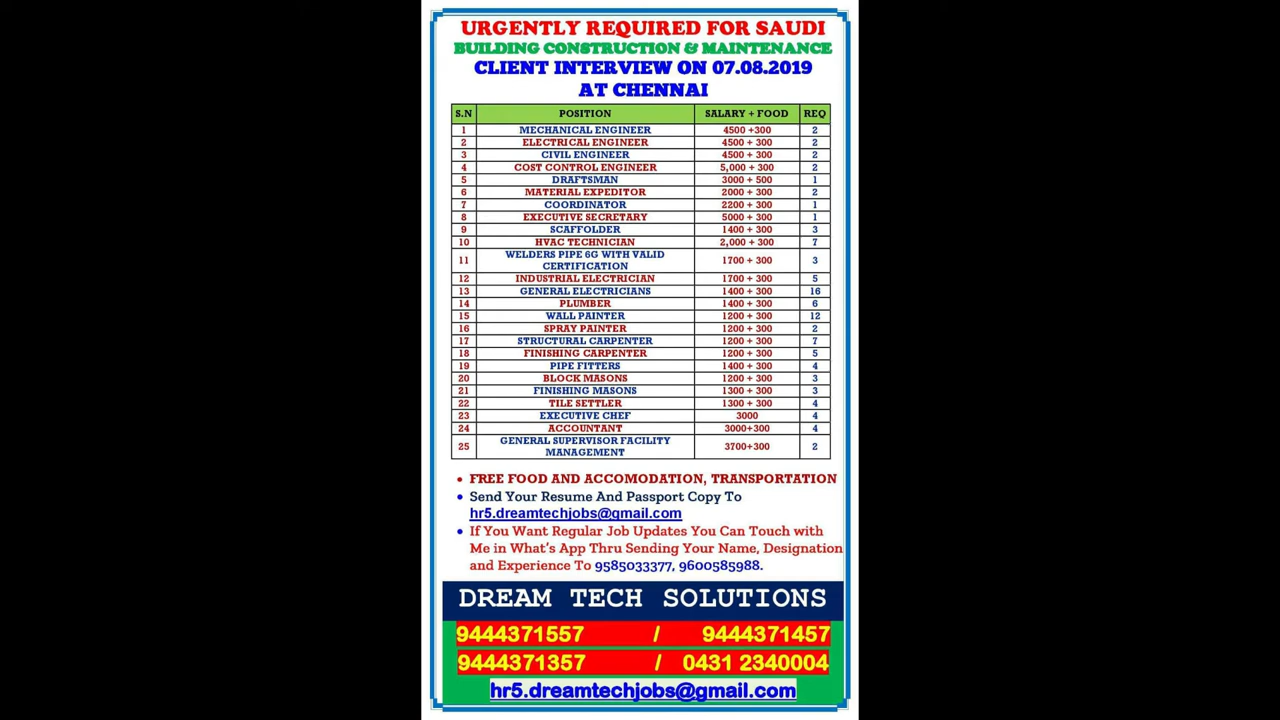 URGENTLY REQUIRED FOR SAUDI
BUILDING CONSTRUCTION & MAINTENANCE
CLIENT INTERVIEW ON 07.08.2019
AT CHENNAI
S.N POSITION SALARY + FOOD REQ
1 MECHANICAL ENGINEER 4500 +300 2
2 ELECTRICAL ENGINEER 4500 + 300 2
3 CIVIL ENGINEER 4500 + 300 2
4 COST CONTROL ENGINEER 5,000 + 300 2
5 DRAFTSMAN 3000 + 500 1
6 MATERIAL EXPEDITOR 2000 + 300 2
7 COORDINATOR 2200 + 300 1
8 EXECUTIVE SECRETARY 5000 + 300 1
9 SCAFFOLDER 1400 + 300 3
10 HVAC TECHNICIAN 2,000 + 300 7
11 WELDERS PIPE 6G WITH VALID
CERTIFICATION 1700 + 300 3
12 INDUSTRIAL ELECTRICIAN 1700 + 300 5
13 GENERAL ELECTRICIANS 1400 + 300 16
14 PLUMBER 1400 + 300 6
15 WALL PAINTER 1200 + 300 12
16 SPRAY PAINTER 1200 + 300 2
17 STRUCTURAL CARPENTER 1200 + 300 7
18 FINISHING CARPENTER 1200 + 300 5
19 PIPE FITTERS 1400 + 300 4
20 BLOCK MASONS 1200 + 300 3
21 FINISHING MASONS 1300 + 300 3
22 TILE SETTLER 1300 + 300 4
23 EXECUTIVE CHEF 3000 4
24 ACCOUNTANT 3000+300 4
25 GENERAL SUPERVISOR FACILITY
MANAGEMENT 3700+300 2
• FREE FOOD AND ACCOMODATION, TRANSPORTATION
• Send Your Resume And Passport Copy To
hr5.dreamtechjobs@gmail.com
• If You Want Regular Job Updates You Can Touch with
Me in What's App Thru Sending Your Name, Designation
and Experience To 9585033377, 9600585988.
DREAM TECH SOLUTIONS
9444371557 / 9444371457
9444371357 / 0431 2340004
hr5.dreamtechjobs@gmail.com